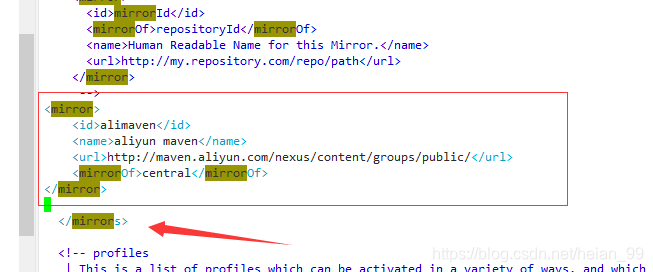 <mirror>
<id>mirrorId</id>
<mirrorOf>repositoryId</mirrorOf>
<name>Human Readable Name for this Mirror.</name>
<url>http://my.repository.com/repo/path</url>
</mirror>
-->
<mirror>
<id>alimaven</id>
<name>aliyun maven</name>
<url>http://maven.aliyun.com/nexus/content/groups/public/</url>
<mirrorOf>central</mirrorOf>
</mirror>
</mirrors>
<!-- profiles
| This is a list of profiles which can be activated in a variety of ways, and which
https://blog.csdn.net/heian_99